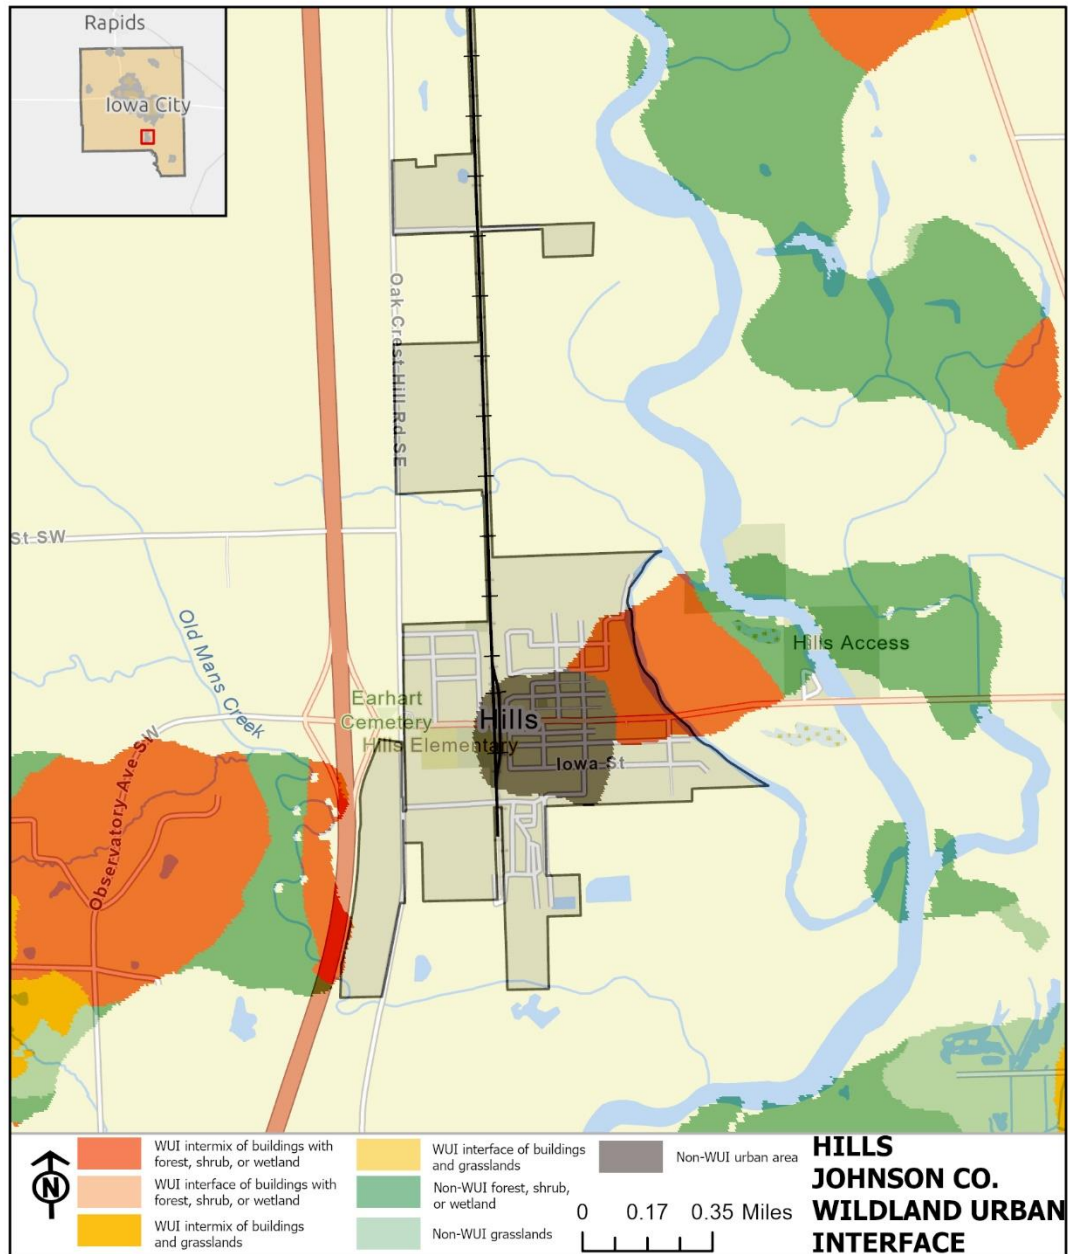 Rapids
Iowa City
Oak Crest Hill Rd SE
St SW
Old Mans Creek
Hills Access
Earhart
Cemetery
Hills
Hills Elementary
Iowa St
Observatory Ave SW
N
WUI intermix of buildings with
forest, shrub, or wetland
WUI interface of buildings with
forest, shrub, or wetland
WUI intermix of buildings
and grasslands
WUI interface of buildings
and grasslands
Non-WUI forest, shrub,
or wetland
Non-WUI grasslands
Non-WUI urban area
0 0.17 0.35 Miles
HILLS
JOHNSON CO.
WILDLAND URBAN
INTERFACE